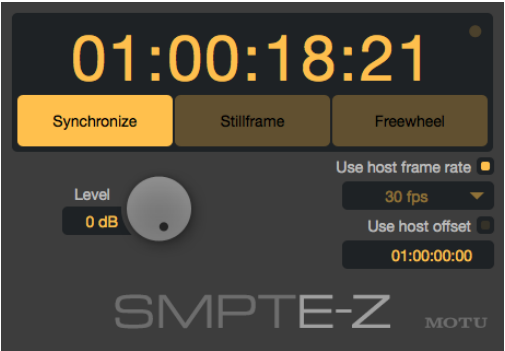 01:00:18:21
Synchronize Stillframe Freewheel
Use host frame rate
Level
30 fps
0 dB
Use host offset
01:00:00:00
SMPTE-Z MOTU